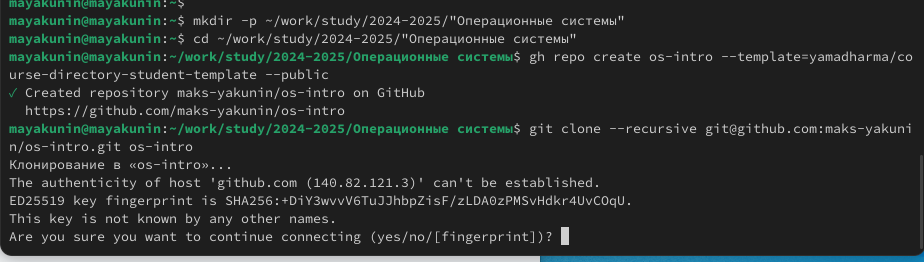 mayakunin@mayakunin:~$
mayakunin@mayakunin:~$ mkdir -p ~/work/study/2024-2025/"Операционные системы"
mayakunin@mayakunin:~$ cd ~/work/study/2024-2025/"Операционные системы"
mayakunin@mayakunin:~/work/study/2024-2025/Операционные системы$ gh repo create os-intro --template=yamadharma/co
urse-directory-student-template --public
✓ Created repository maks-yakunin/os-intro on GitHub
  https://github.com/maks-yakunin/os-intro
mayakunin@mayakunin:~/work/study/2024-2025/Операционные системы$ git clone --recursive git@github.com:maks-yakuni
n/os-intro.git os-intro
Клонирование в «os-intro»...
The authenticity of host 'github.com (140.82.121.3)' can't be established.
ED25519 key fingerprint is SHA256:+DiY3wvvV6TuJJhbpZisF/zLDA0zPMSvHdkr4UvCOqU.
This key is not known by any other names.
Are you sure you want to continue connecting (yes/no/[fingerprint])?